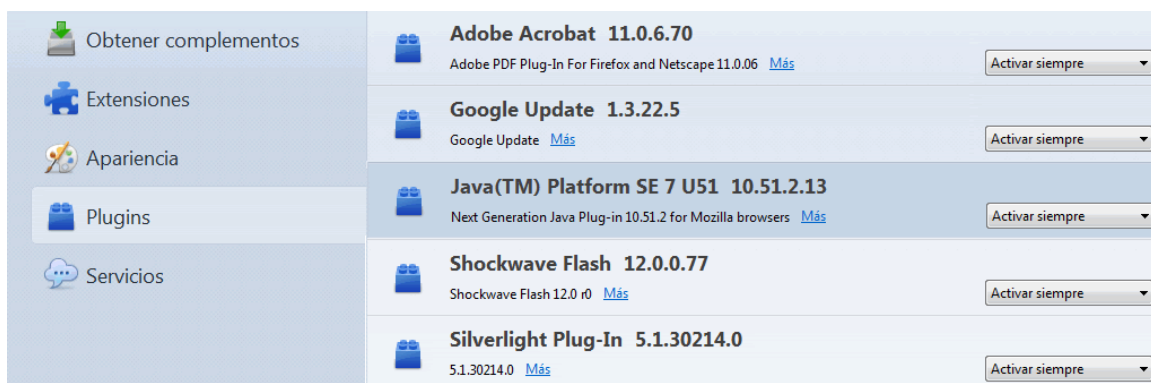 Obtener complementos
Extensiones
Apariencia
Plugins
Servicios
Adobe Acrobat 11.0.6.70
Adobe PDF Plug-In For Firefox and Netscape 11.0.06 Más
Activar siempre
Google Update 1.3.22.5
Google Update Más
Activar siempre
Java(TM) Platform SE 7 U51 10.51.2.13
Next Generation Java Plug-in 10.51.2 for Mozilla browsers Más
Activar siempre
Shockwave Flash 12.0.0.77
Shockwave Flash 12.0 r0 Más
Activar siempre
Silverlight Plug-In 5.1.30214.0
5.1.30214.0 Más
Activar siempre